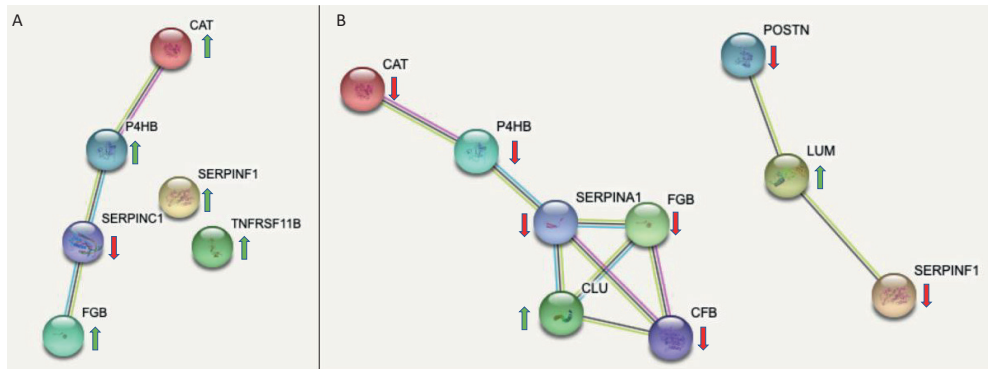 A
CAT
P4HB
SERPINF1
SERPINC1
TNFRSF11B
FGB
B
POSTN
CAT
P4HB
LUM
SERPINA1
FGB
SERPINF1
CLU
CFB